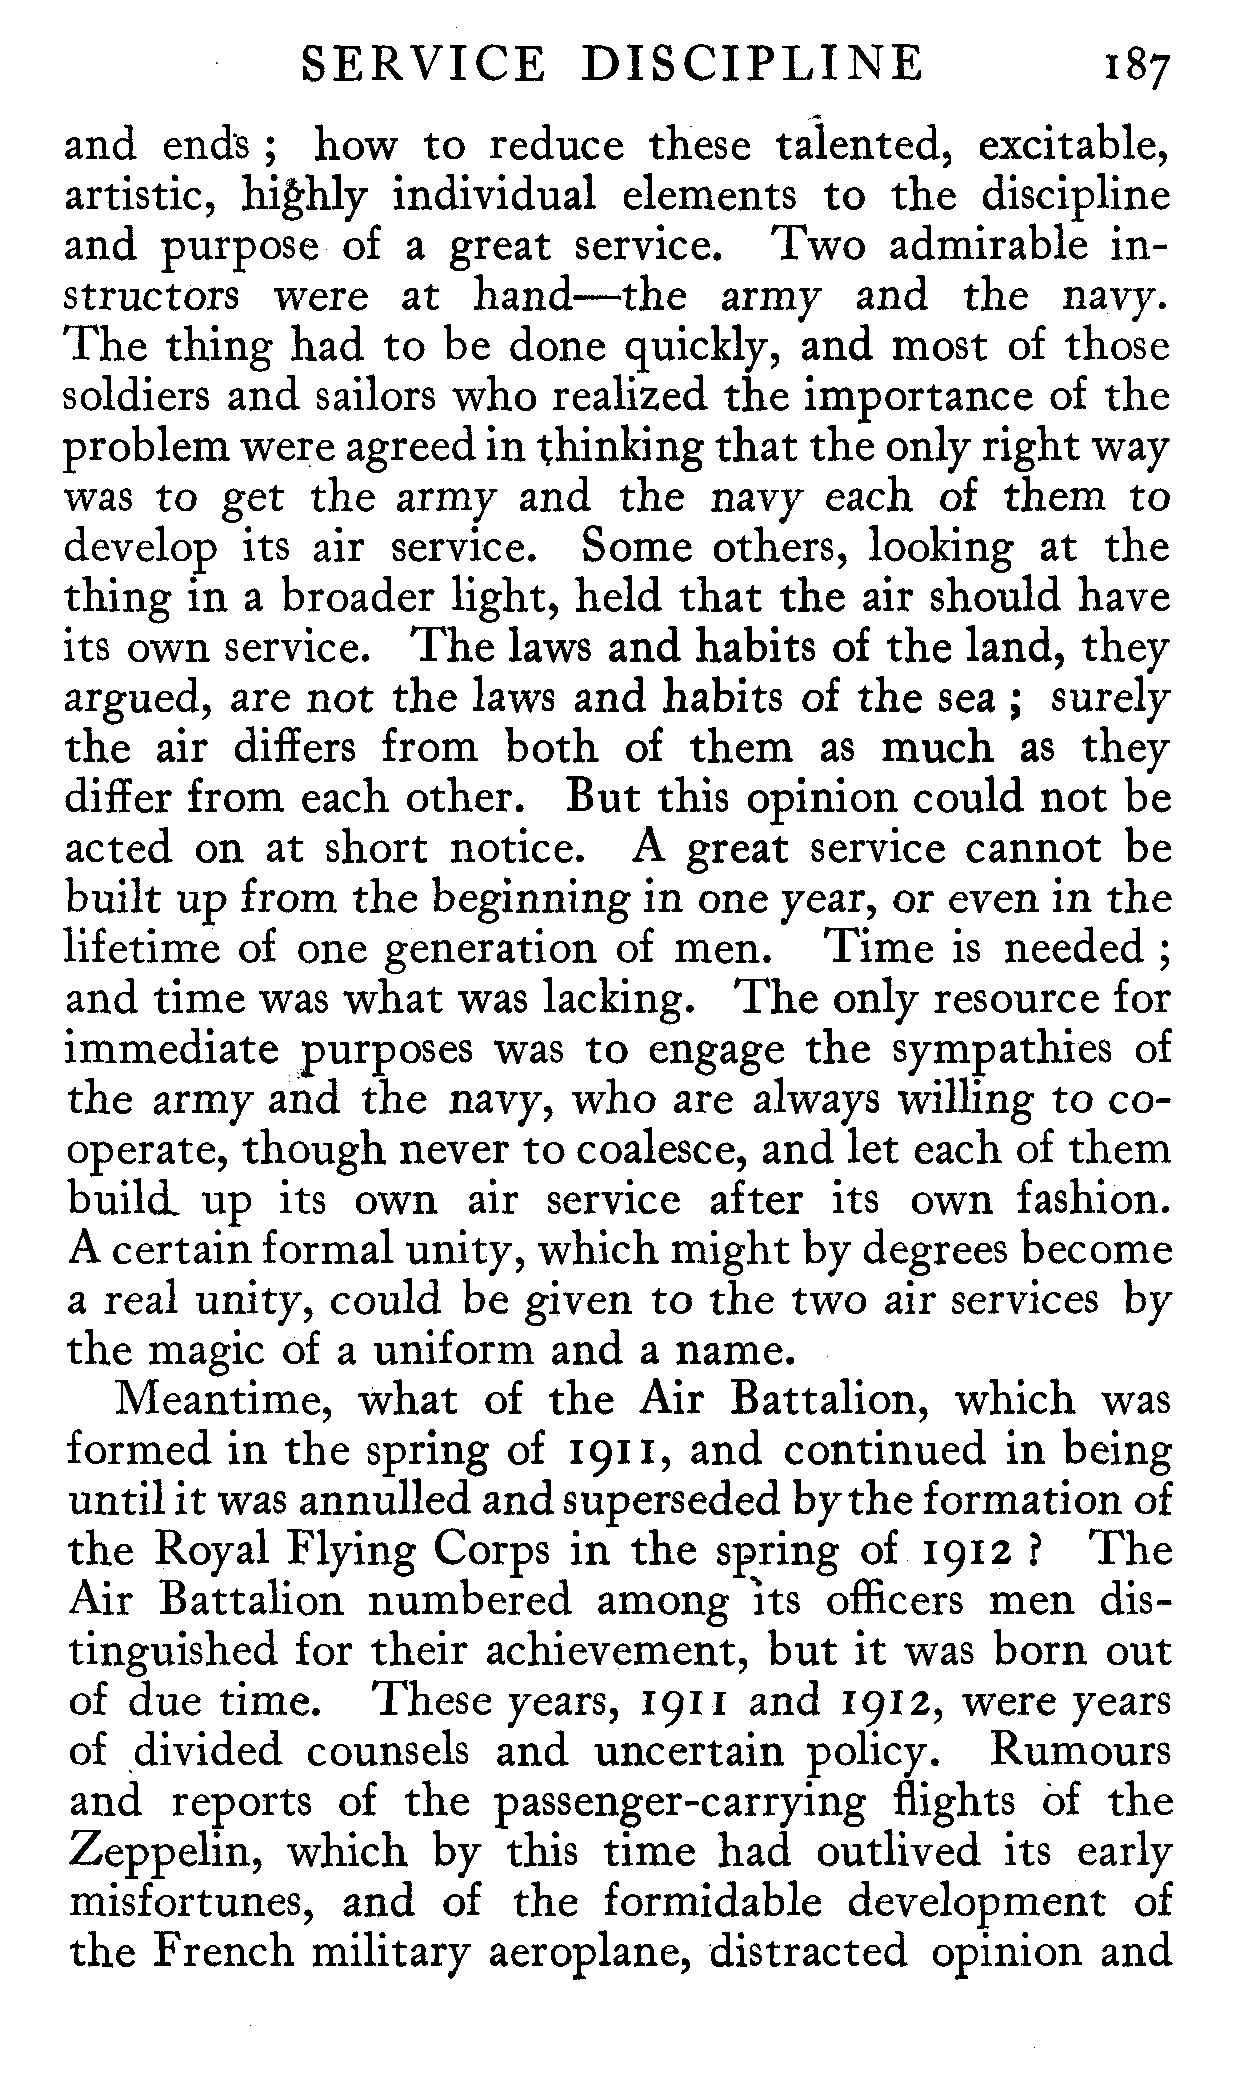 SERVICE DISCIPLINE 187
and ends ; how to reduce these talented, excitable,
artistic, highly individual elements to the discipline
and purpose of a great service. Two admirable in-
structors were at hand—the army and the navy.
The thing had to be done quickly, and most of those
soldiers and sailors who realized the importance of the
problem were agreed in thinking that the only right way
was to get the army and the navy each of them to
develop its air service. Some others, looking at the
thing in a broader light, held that the air should have
its own service. The laws and habits of the land, they
argued, are not the laws and habits of the sea ; surely
the air differs from both of them as much as they
differ from each other. But this opinion could not be
acted on at short notice. A great service cannot be
built up from the beginning in one year, or even in the
lifetime of one generation of men. Time is needed ;
and time was what was lacking. The only resource for
immediate purposes was to engage the sympathies of
the army and the navy, who are always willing to co-
operate, though never to coalesce, and let each of them
build up its own air service after its own fashion.
A certain formal unity, which might by degrees become
a real unity, could be given to the two air services by
the magic of a uniform and a name.
Meantime, what of the Air Battalion, which was
formed in the spring of 1911, and continued in being
until it was annulled and superseded by the formation of
the Royal Flying Corps in the spring of 1912 ? The
Air Battalion numbered among its officers men dis-
tinguished for their achievement, but it was born out
of due time. These years, 1911 and 1912, were years
of divided counsels and uncertain policy. Rumours
and reports of the passenger-carrying flights of the
Zeppelin, which by this time had outlived its early
misfortunes, and of the formidable development of
the French military aeroplane, distracted opinion and